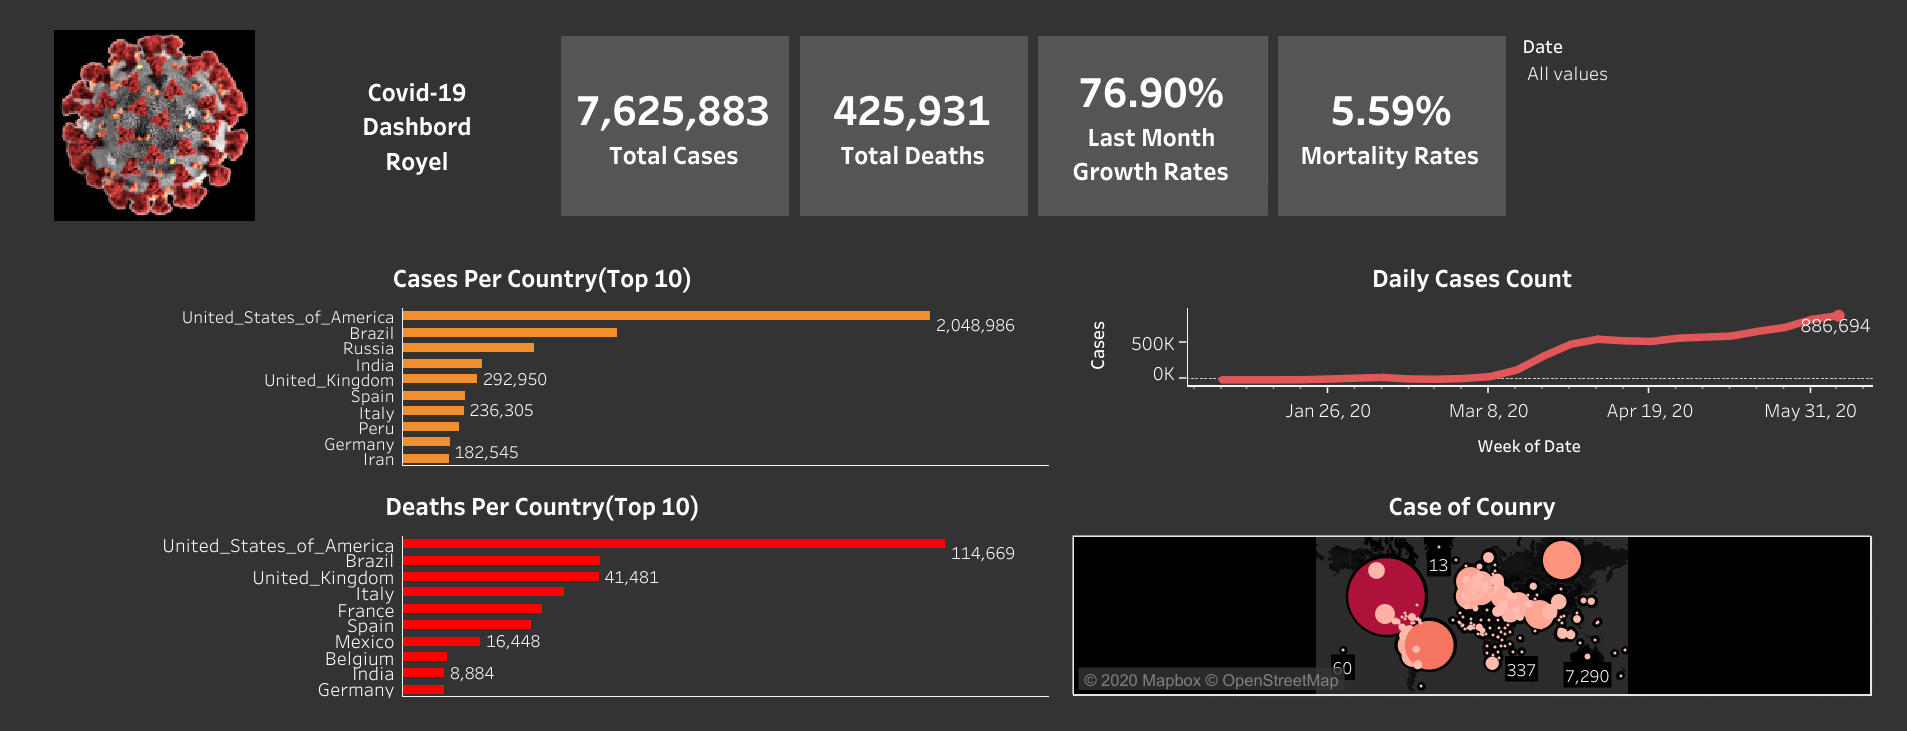 Covid-19
Dashbord
Royel
7,625,883
Total Cases
425,931
Total Deaths
76.90%
Last Month
Growth Rates
5.59%
Mortality Rates
Date
All values
Cases Per Country(Top 10)
United_States_of_America
2,048,986
Brazil
Russia
India
United_Kingdom
292,950
Spain
Italy
236,305
Peru
Germany
182,545
Iran
Daily Cases Count
Cases
500K
0K
886,694
Jan 26, 20
Mar 8, 20
Apr 19, 20
May 31, 20
Week of Date
Deaths Per Country(Top 10)
United_States_of_America
114,669
Brazil
United_Kingdom
41,481
Italy
France
Spain
Mexico
16,448
Belgium
India
8,884
Germany
Case of Counry
13
60
337
7,290
© 2020 Mapbox © OpenStreetMap